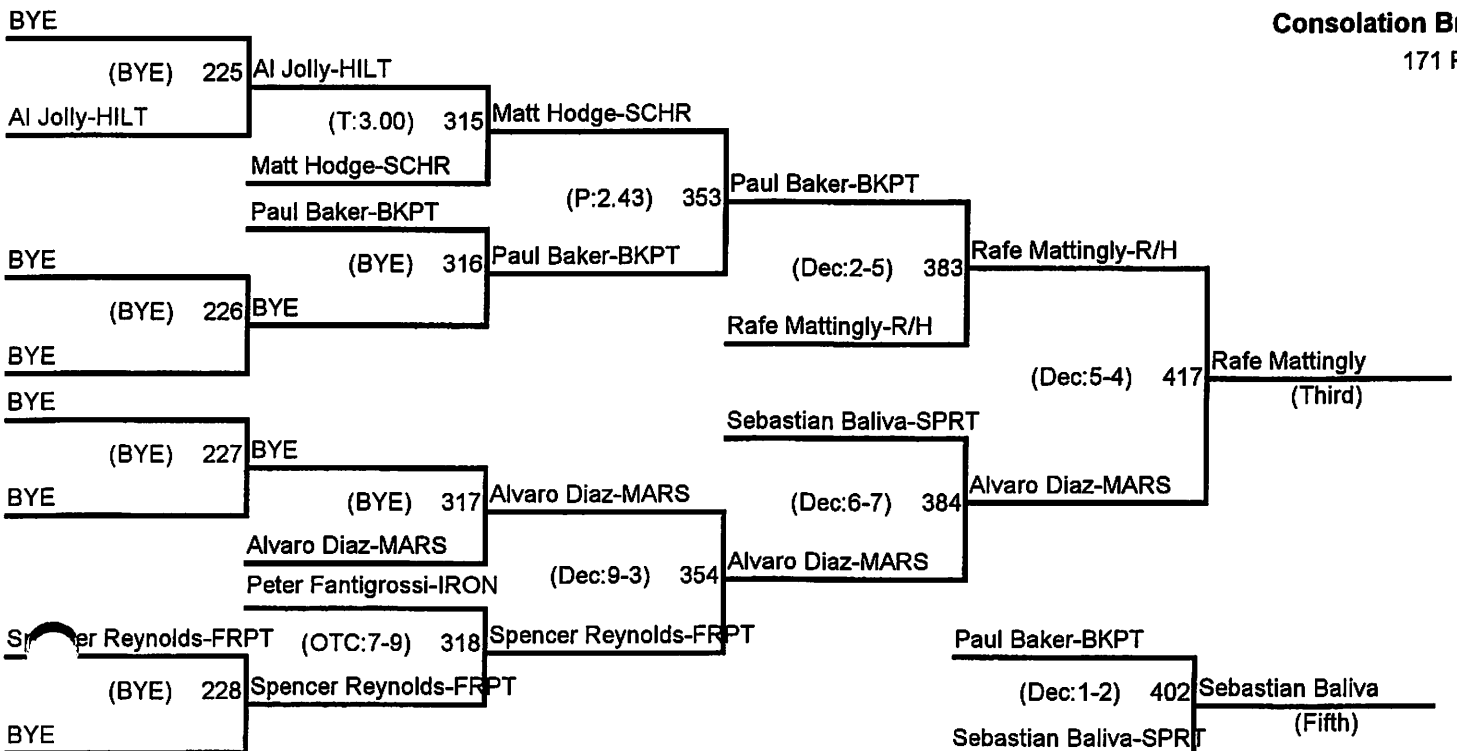 BYE
Consolation Br
(BYE) 225 Al Jolly-HILT
171 P
Al Jolly-HILT
(T:3.00) 315 Matt Hodge-SCHR
Matt Hodge-SCHR
(P:2.43) 353 Paul Baker-BKPT
Paul Baker-BKPT
BYE
(BYE) 316 Paul Baker-BKPT
(Dec:2-5) 383 Rafe Mattingly-R/H
(BYE) 226 BYE
BYE
Rafe Mattingly-R/H
(Dec:5-4) 417 Rafe Mattingly
(Third)
BYE
(BYE) 227 BYE
Sebastian Baliva-SPRT
BYE
(BYE) 317 Alvaro Diaz-MARS
(Dec:6-7) 384 Alvaro Diaz-MARS
Alvaro Diaz-MARS
(Dec:9-3) 354 Alvaro Diaz-MARS
Peter Fantigrossi-IRON
Reynolds-FRPT
(OTC:7-9) 318 Spencer Reynolds-FRPT
Paul Baker-BKPT
(BYE) 228 Spencer Reynolds-FRPT
(Dec:1-2) 402 Sebastian Baliva
(Fifth)
BYE
Sebastian Baliva-SPRT